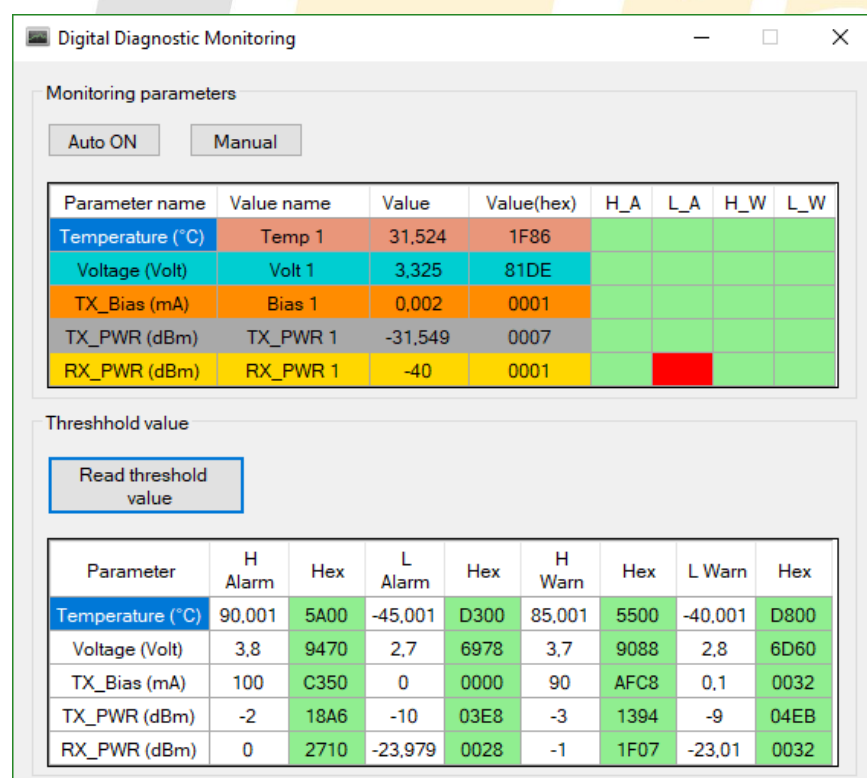 Digital Diagnostic Monitoring
Monitoring parameters
Auto ON Manual
Parameter name Value name Value Value(hex) H_A L_A H_W L_W
Temperature (°C) Temp 1 31,524 1F86
Voltage (Volt) Volt 1 3,325 81DE
TX_Bias (mA) Bias 1 0,002 0001
TX_PWR (dBm) TX_PWR 1 -31,549 0007
RX_PWR (dBm) RX_PWR 1 -40 0001
Threshhold value
Read threshold
value
Parameter H Alarm Hex L Alarm Hex H Warn Hex L Warn Hex
Temperature (°C) 90,001 5A00 -45,001 D300 85,001 5500 -40,001 D800
Voltage (Volt) 3,8 9470 2,7 6978 3,7 9088 2,8 6D60
TX_Bias (mA) 100 C350 0 0000 90 AFC8 0,1 0032
TX_PWR (dBm) -2 18A6 -10 03E8 -3 1394 -9 04EB
RX_PWR (dBm) 0 2710 -23,979 0028 -1 1F07 -23,01 0032